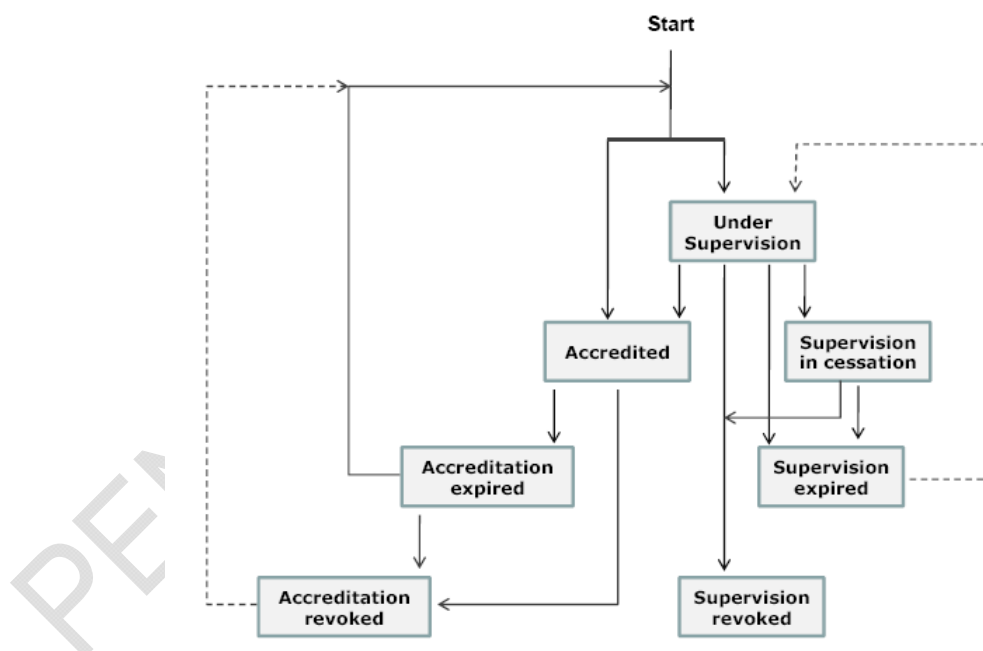 Start
Under
Supervision
Accredited
Supervision
in cessation
Accreditation
expired
Supervision
expired
Accreditation
revoked
Supervision
revoked